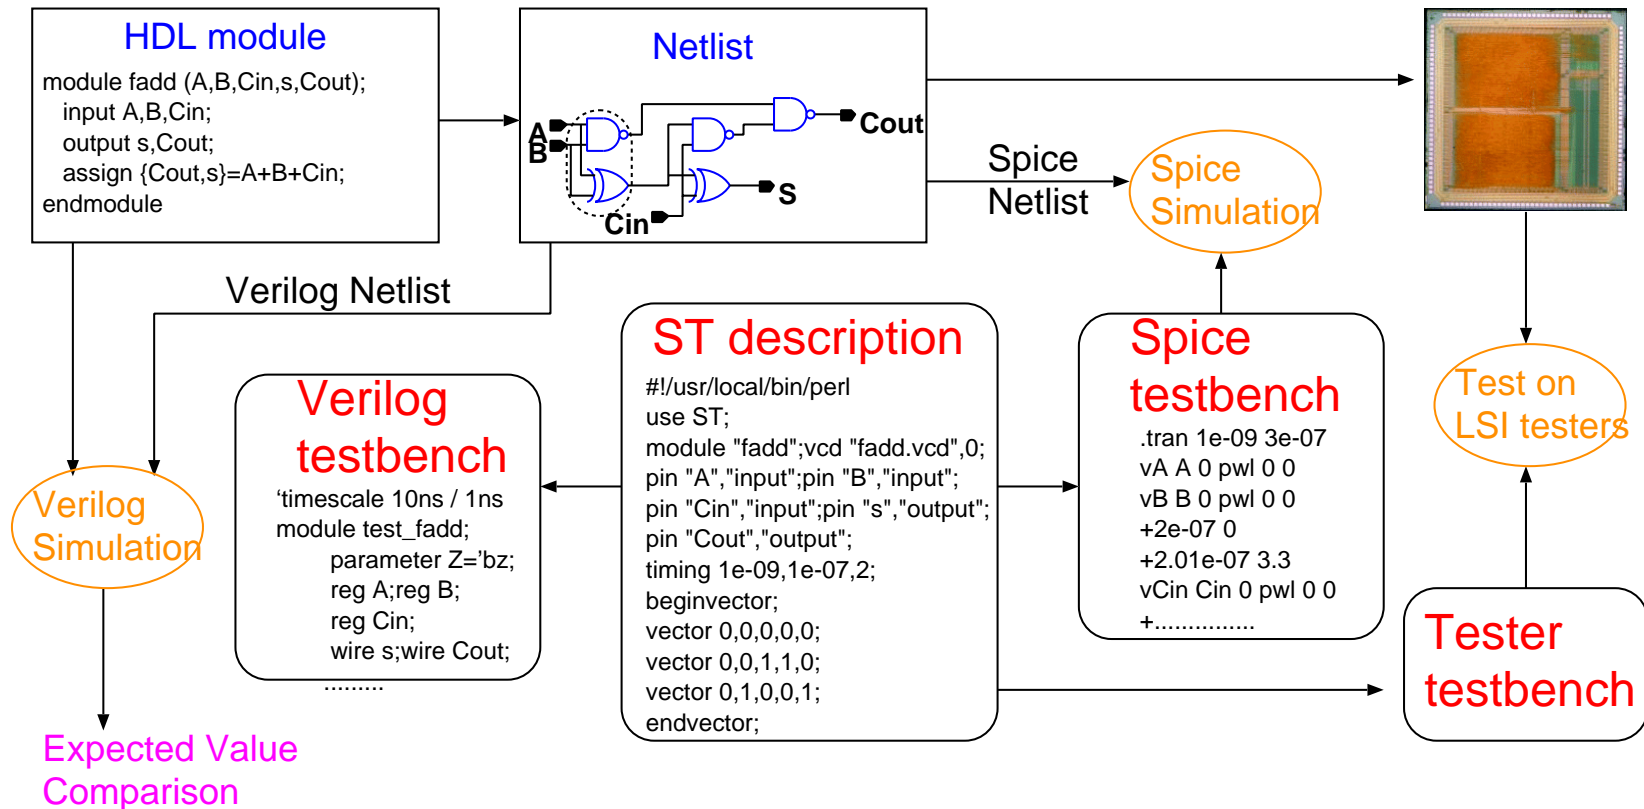 HDL module
module fadd (A,B,Cin,s,Cout);
input A,B,Cin;
output s,Cout;
assign {Cout,s}=A+B+Cin;
endmodule
Netlist
A
B
Cin
Cout
S
Spice
Netlist
Spice
Simulation
Verilog Netlist
Verilog
testbench
‘timescale 10ns / 1ns
module test_fadd;
parameter Z=’bz;
reg A;reg B;
reg Cin;
wire s;wire Cout;
.........
ST description
#!/usr/local/bin/perl
use ST;
module "fadd";vcd "fadd.vcd",0;
pin "A","input";pin "B","input";
pin "Cin","input";pin "s","output";
pin "Cout","output";
timing 1e-09,1e-07,2;
beginvector;
vector 0,0,0,0,0;
vector 0,0,1,1,0;
vector 0,1,0,0,1;
endvector;
Spice
testbench
.tran 1e-09 3e-07
vA A 0 pwl 0 0
vB B 0 pwl 0 0
+2e-07 0
+2.01e-07 3.3
vCin Cin 0 pwl 0 0
+...............
Test on
LSI testers
Tester
testbench
Verilog
Simulation
Expected Value
Comparison